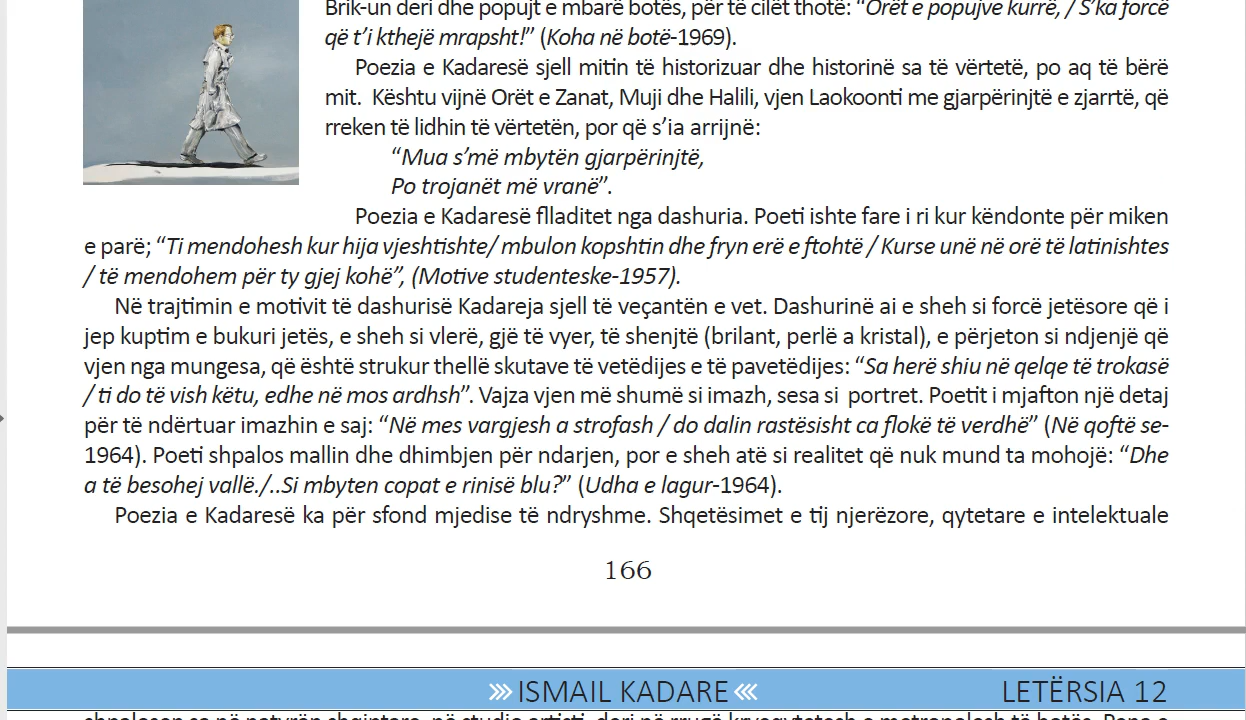 Brik-un deri dhe popujt e mbarë botës, për të cilët thotë: “Orët e popujve kurrë, / S’ka forcë
që t’i kthejë mrapsht!” (Koha në botë-1969).
Poezia e Kadaresë sjell mitin të historizuar dhe historinë sa të vërtetë, po aq të bërë
mit. Kështu vijnë Orët e Zanat, Muji dhe Halili, vjen Laokoonti me gjarpërinjtë e zjarrtë, që
rreken të lidhin të vërtetën, por që s’ia arrijnë:
“Mua s’më mbytën gjarpërinjtë,
Po trojanët më vranë”.
Poezia e Kadaresë flladitet nga dashuria. Poeti ishte fare i ri kur këndonte për miken
e parë; “Ti mendohesh kur hija vjeshtishte/ mbulon kopshtin dhe fryn erë e ftohtë / Kurse unë në orë të latinishtes
/ të mendohem për ty gjej kohë”, (Motive studenteske-1957).
Në trajtimin e motivit të dashurisë Kadareja sjell të veçantën e vet. Dashurinë ai e sheh si forcë jetësore që i
jep kuptim e bukuri jetës, e sheh si vlerë, gjë të vyer, të shenjtë (brilant, perlë a kristal), e përjeton si ndjenjë që
vjen nga mungesa, që është strukur thellë skutave të vetëdijes e të pavetëdijes: “Sa herë shiu në qelqe të trokasë
/ ti do të vish këtu, edhe në mos ardhsh”. Vajza vjen më shumë si imazh, sesa si portret. Poetit i mjafton një detaj
për të ndërtuar imazhin e saj: “Në mes vargjesh a strofash / do dalin rastësisht ca flokë të verdhë” (Në qoftë se-
1964). Poeti shpalos mallin dhe dhimbjen për ndarjen, por e sheh atë si realitet që nuk mund ta mohojë: “Dhe
a të besohej vallë./..Si mbyten copat e rinisë blu?” (Udha e lagur-1964).
Poezia e Kadaresë ka për sfond mjedise të ndryshme. Shqetësimet e tij njerëzore, qytetare e intelektuale
166
ISMAIL KADARE
LETËRSIA 12